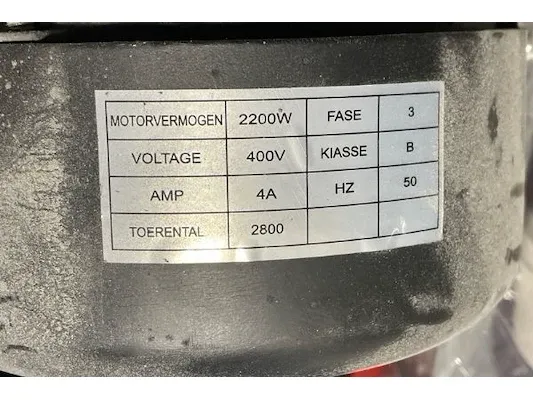 MOTORVERMOGEN 2200W FASE 3
VOLTAGE 400V KIASSE B
AMP 4A HZ 50
TOERENTAL 2800